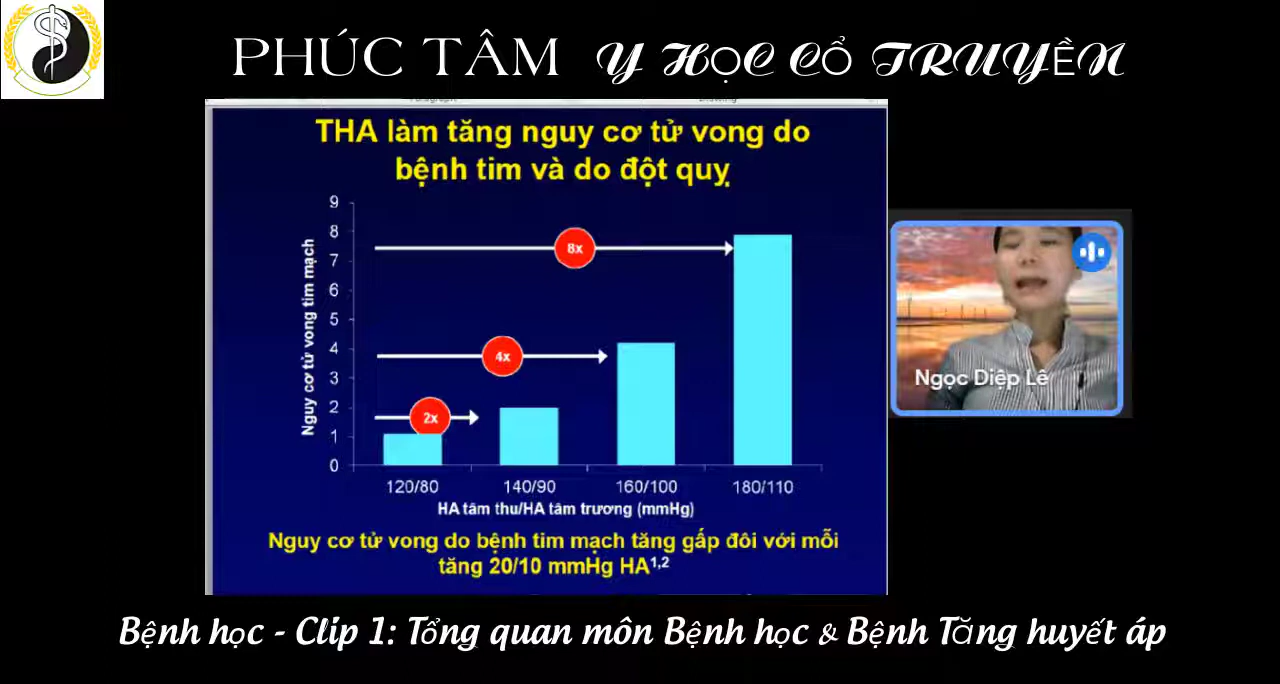 PHÚC TÂM Y HỌC CỔ TRUYỀN
THA làm tăng nguy cơ tử vong do
bệnh tim và do đột quỵ
Nguy cơ tử vong tim mạch
9
8
7
6
5
4
3
2
1
0
8x
4x
2x
120/80 140/90 160/100 180/110
HA tâm thu/HA tâm trương (mmHg)
Nguy cơ tử vong do bệnh tim mạch tăng gấp đôi với mỗi
tăng 20/10 mmHg HA1,2
Ngọc Diệp Lê
Bệnh học - Clip 1: Tổng quan môn Bệnh học & Bệnh Tăng huyết áp